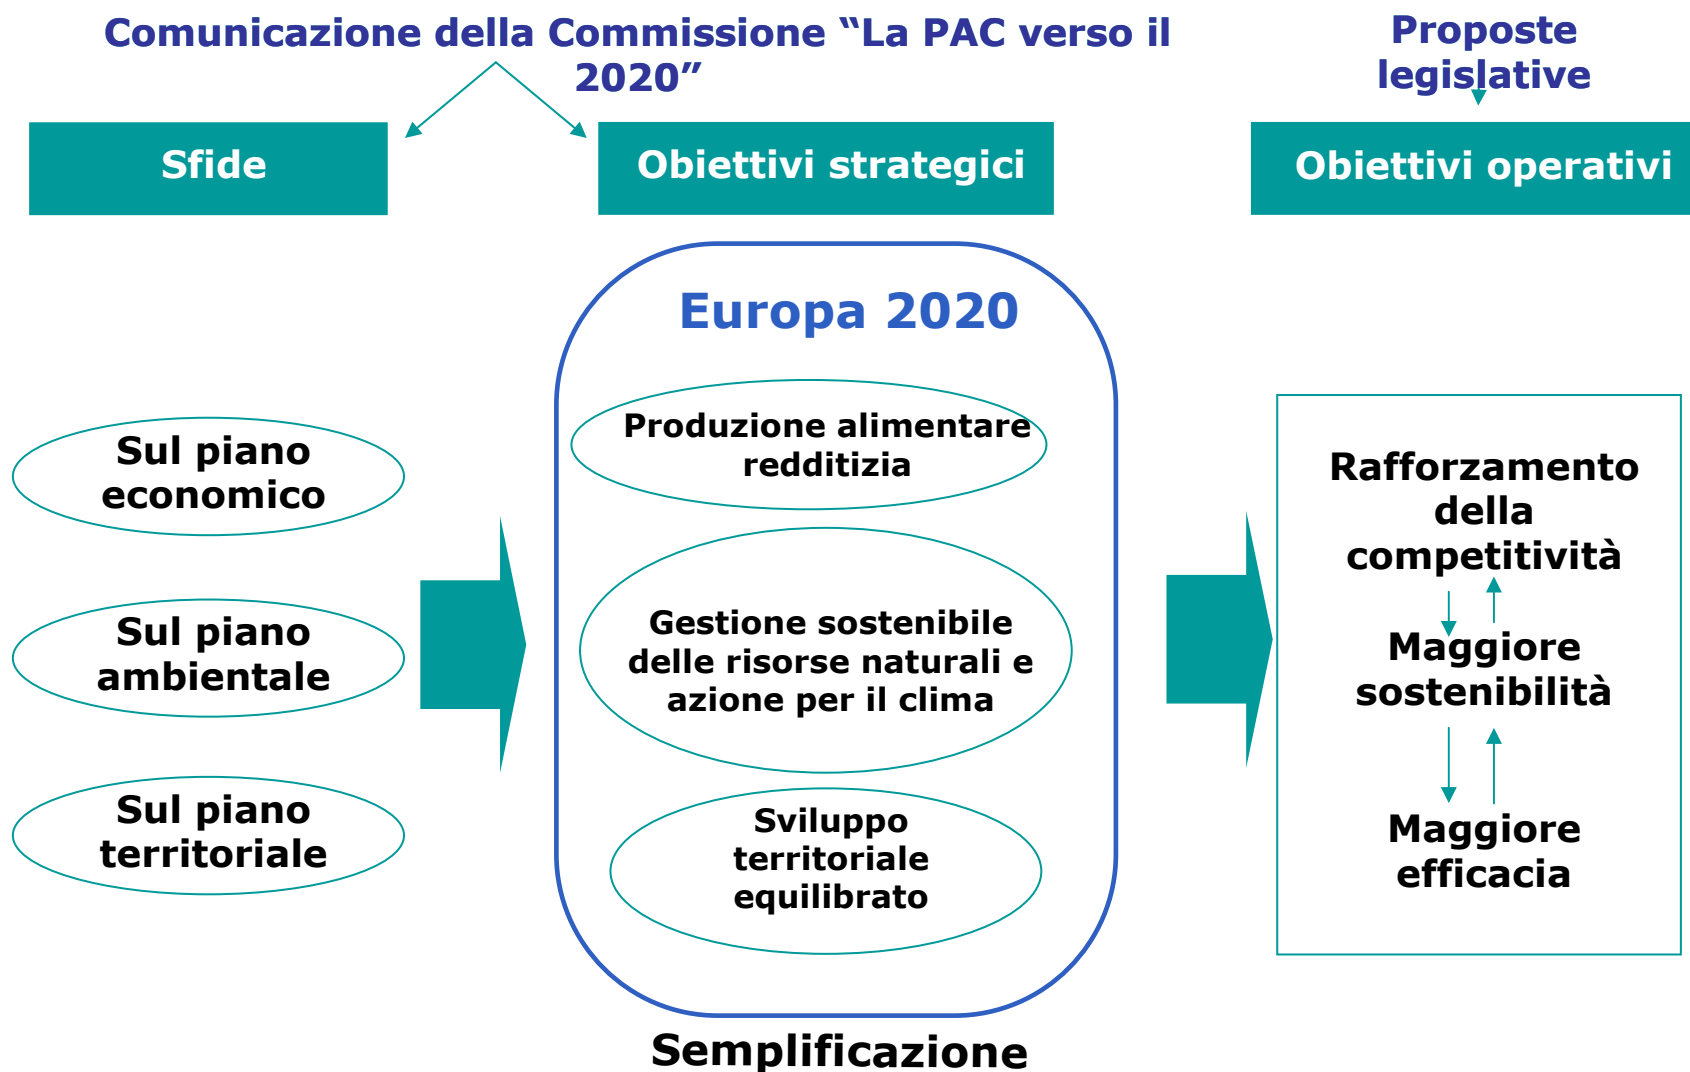 Comunicazione della Commissione “La PAC verso il
2020”
Proposte
legislative
Sfide
Obiettivi strategici
Obiettivi operativi
Europa 2020
Sul piano
economico
Sul piano
ambientale
Sul piano
territoriale
Produzione alimentare
redditizia
Gestione sostenibile
delle risorse naturali e
azione per il clima
Sviluppo
territoriale
equilibrato
Rafforzamento
della
competitività
Maggiore
sostenibilità
Maggiore
efficacia
Semplificazione